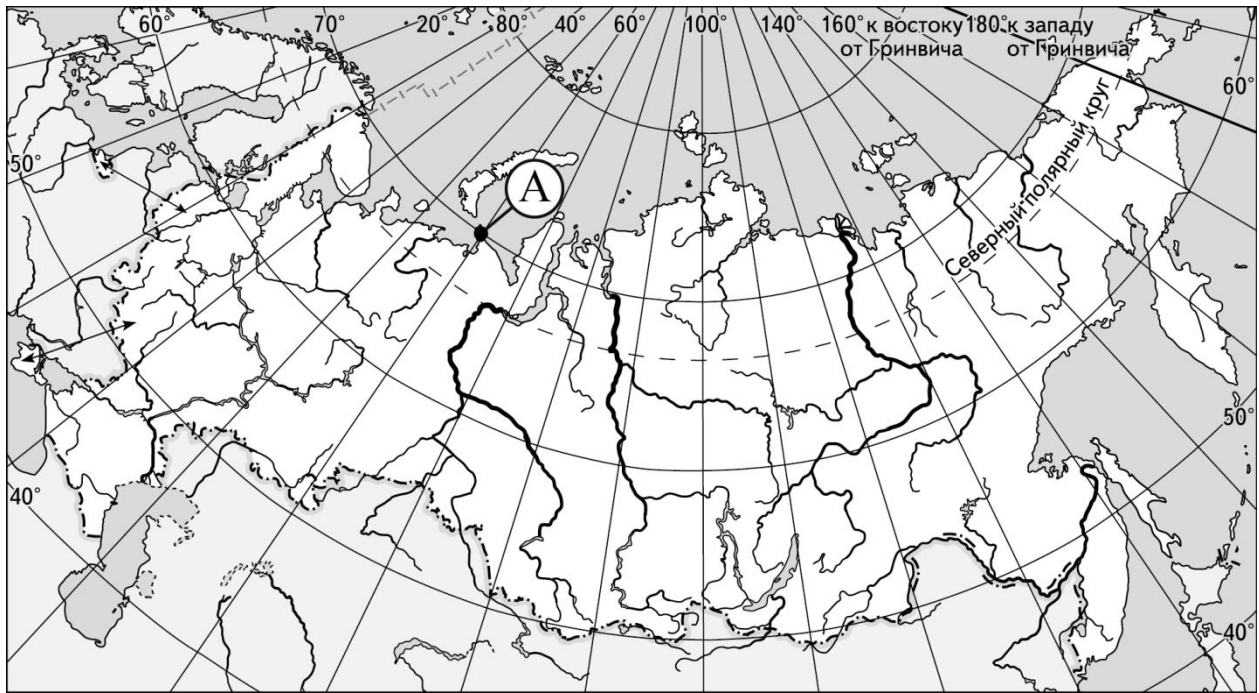 60° 70° 20° 80° 40° 60° 100° 140° 160° к востоку 180° к западу
от Гринвича от Гринвича
60°
50°
А
Северный полярный круг
50°
40°
40°